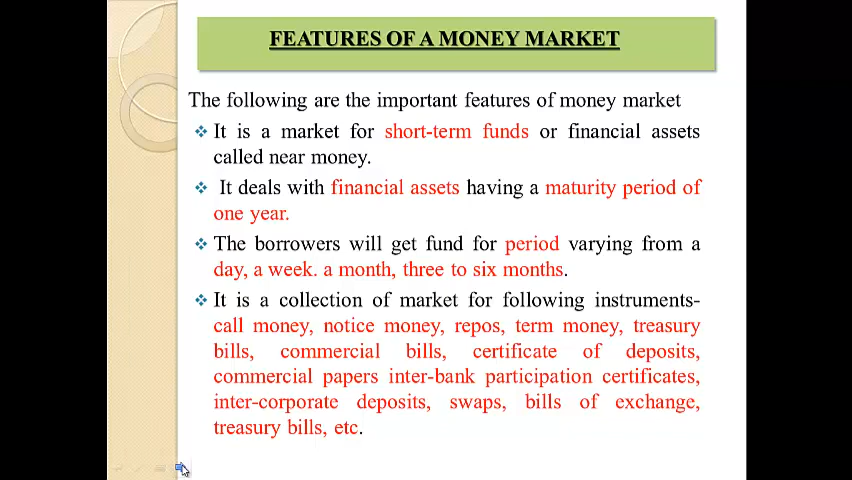 FEATURES OF A MONEY MARKET
The following are the important features of money market
It is a market for short-term funds or financial assets
called near money.
It deals with financial assets having a maturity period of
one year.
The borrowers will get fund for period varying from a
day, a week. a month, three to six months.
It is a collection of market for following instruments-
call money, notice money, repos, term money, treasury
bills, commercial bills, certificate of deposits,
commercial papers inter-bank participation certificates,
inter-corporate deposits, swaps, bills of exchange,
treasury bills, etc.